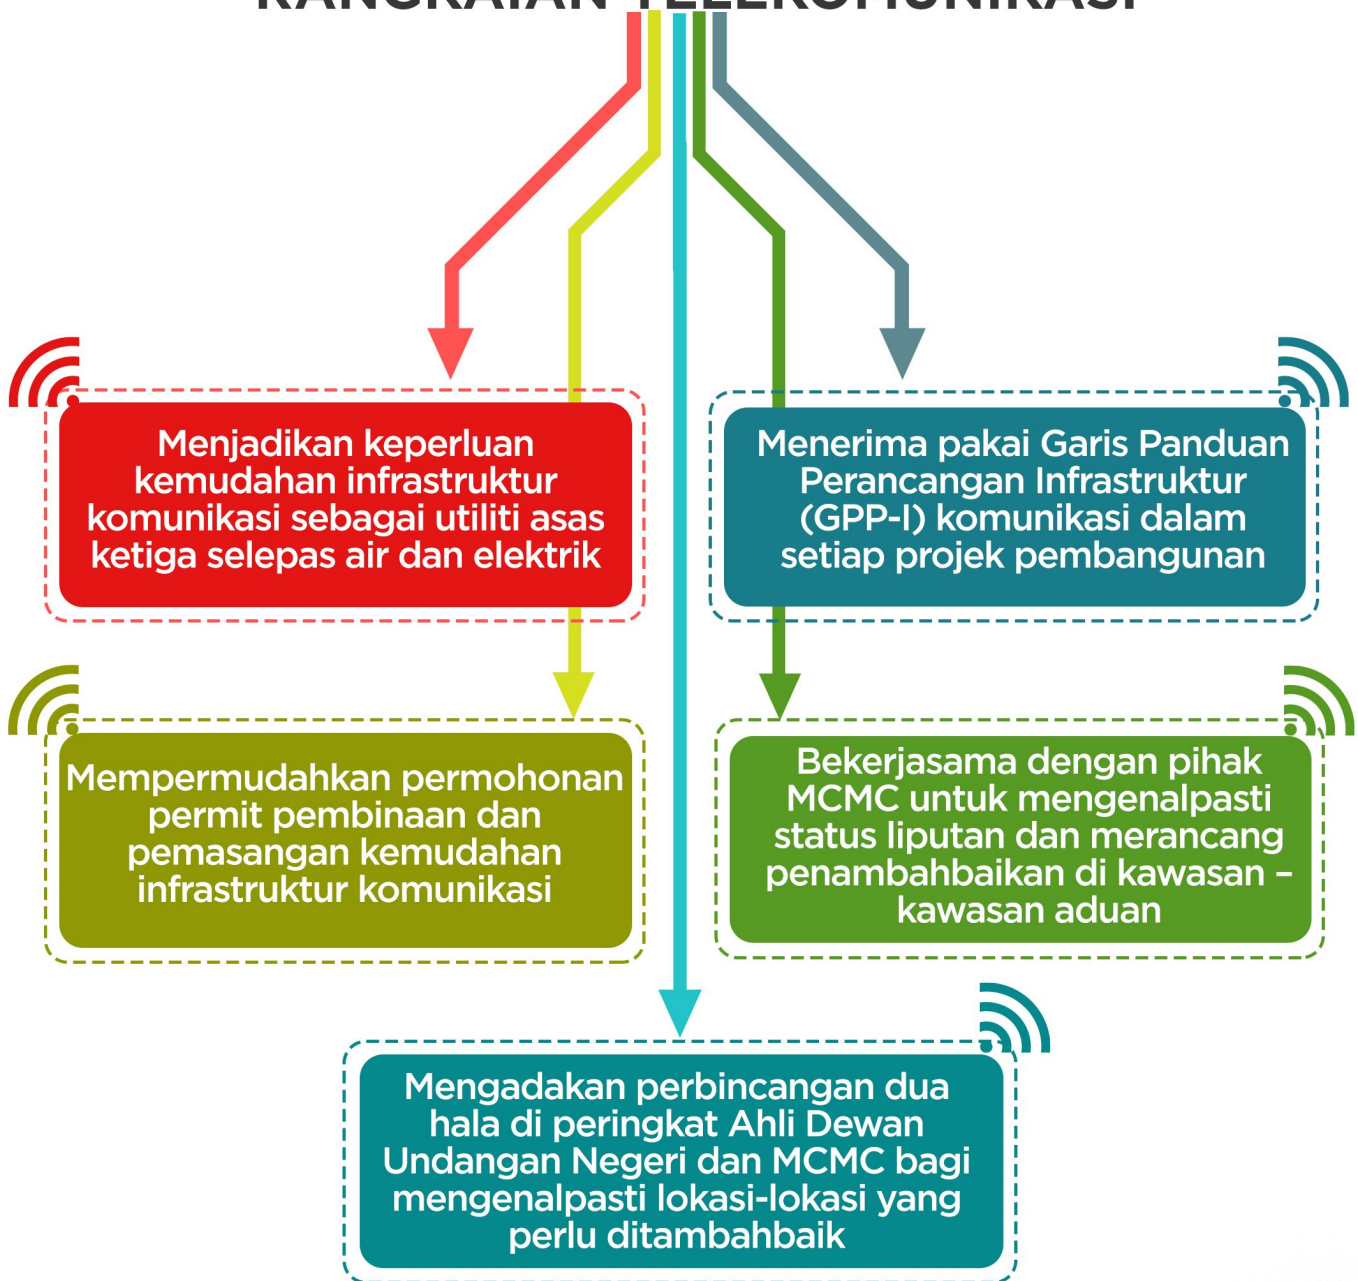 RANGKAIAN TELEKOMUNIKASI
Menjadikan keperluan
kemudahan infrastruktur
komunikasi sebagai utiliti asas
ketiga selepas air dan elektrik
Menerima pakai Garis Panduan
Perancangan Infrastruktur
(GPP-I) komunikasi dalam
setiap projek pembangunan
Mempermudahkan permohonan
permit pembinaan dan
pemasangan kemudahan
infrastruktur komunikasi
Bekerjasama dengan pihak
MCMC untuk mengenalpasti
status liputan dan merancang
penambahbaikan di kawasan –
kawasan aduan
Mengadakan perbincangan dua
hala di peringkat Ahli Dewan
Undangan Negeri dan MCMC bagi
mengenalpasti lokasi-lokasi yang
perlu ditambahbaik